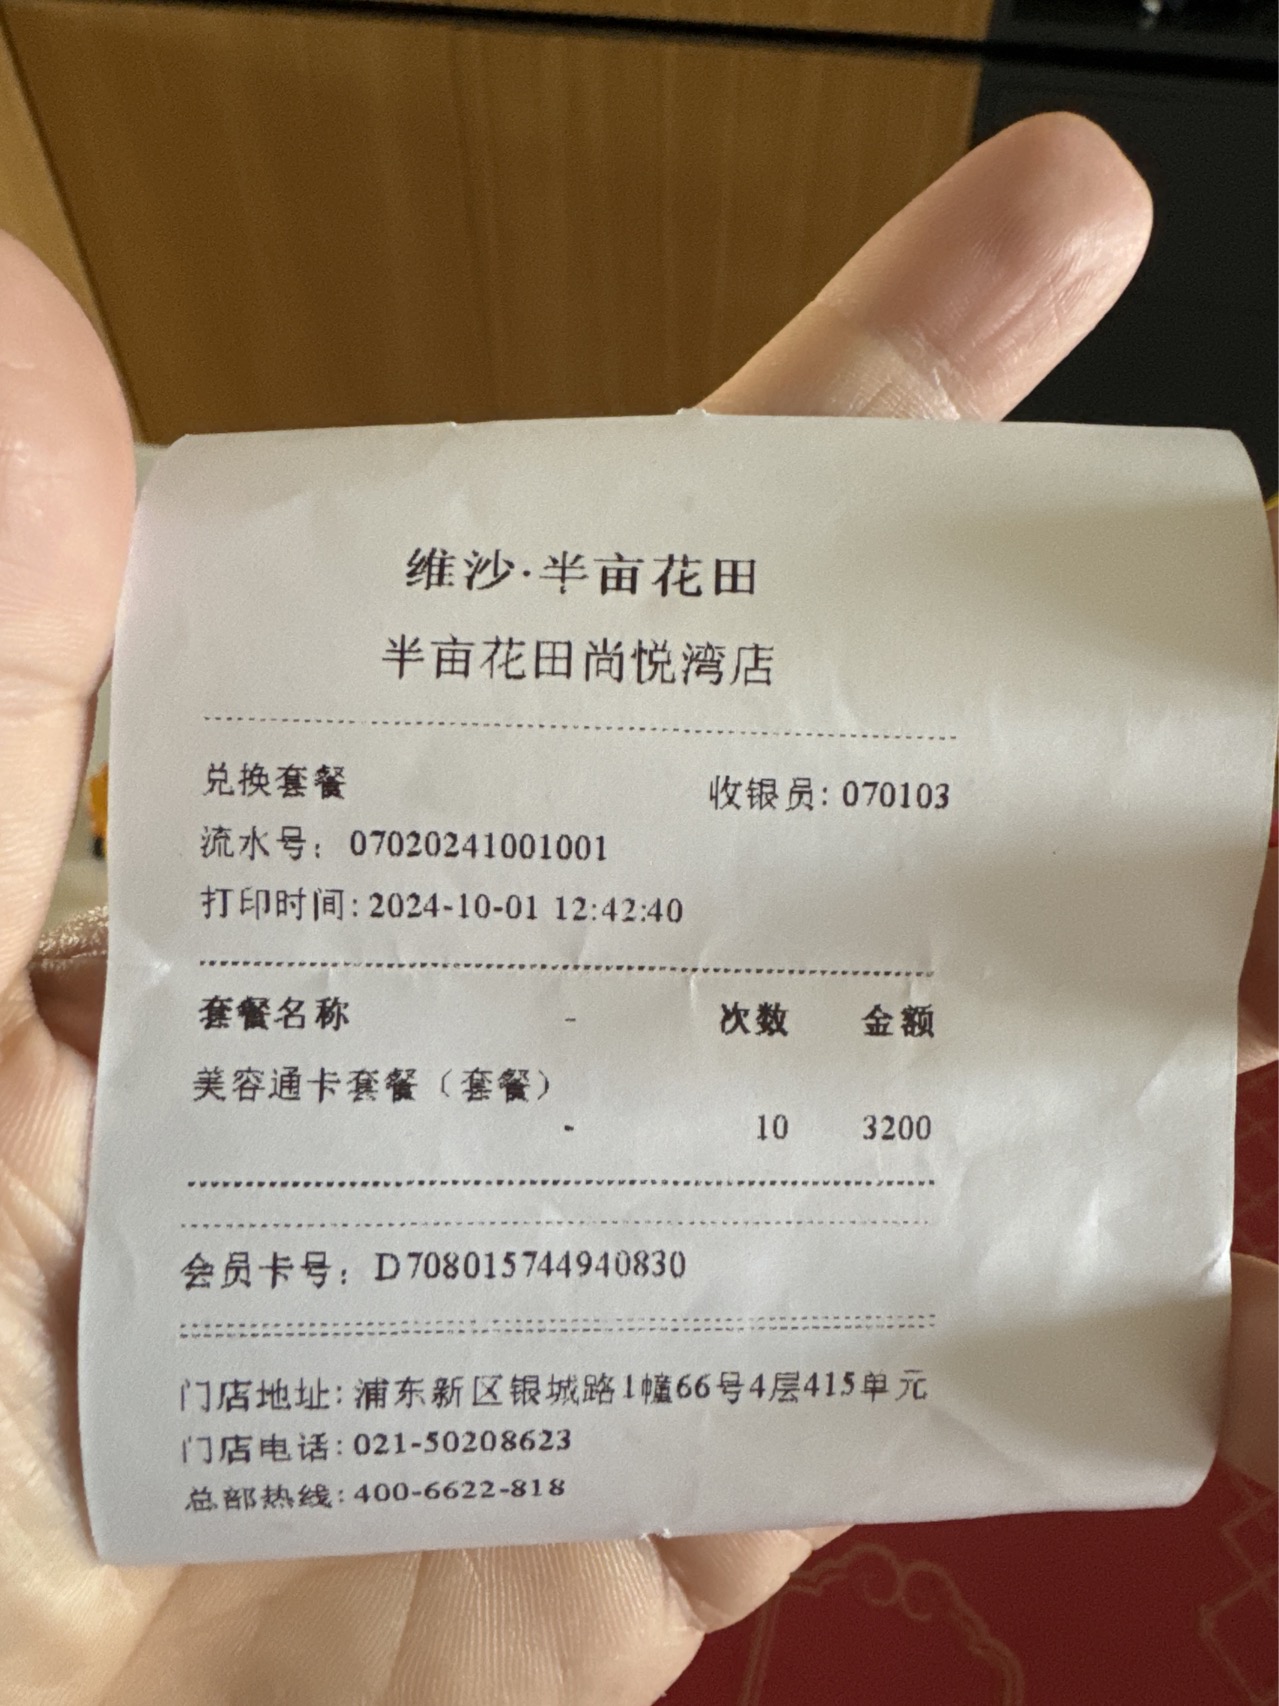 维沙·半亩花田
半亩花田尚悦湾店
兑换套餐 收银员: 070103
流水号: 07020241001001
打印时间: 2024-10-01 12:42:40
套餐名称 - 次数 金额
美容通卡套餐（套餐）
- 10 3200
会员卡号: D708015744940830
门店地址: 浦东新区银城路1幢66号4层415单元
门店电话: 021-50208623
总部热线: 400-6622-818